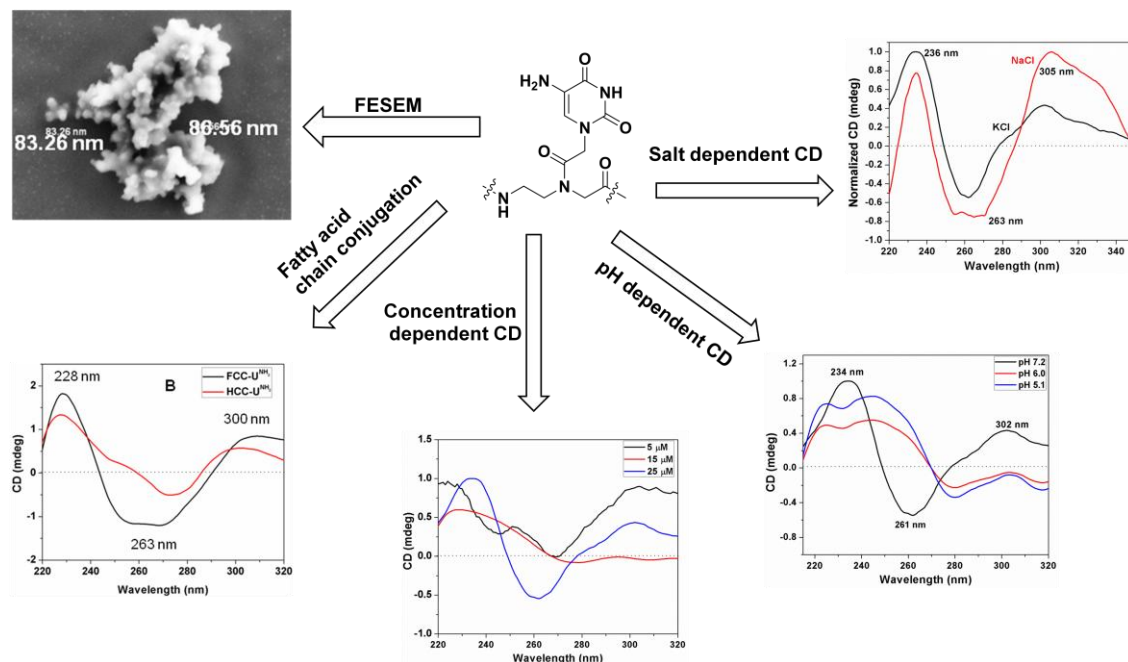 83.26 nm
83.26 nm
86.56 nm
FESEM
H₂N
O
NH
N
O
O
N
O
N
H
Salt dependent CD
Normalized CD (mdeg)
1.0
0.8
0.6
0.4
0.2
0.0
-0.2
-0.4
-0.6
-0.8
-1.0
236 nm
NaCl
305 nm
KCl
263 nm
220 240 260 280 300 320 340
Wavelength (nm)
Fatty acid
chain conjugation
Concentration
dependent CD
pH dependent CD
CD (mdeg)
2
1
0
-1
-2
228 nm
B
FCC-U^NH₂
HCC-U^NH₂
300 nm
263 nm
220 240 260 280 300 320
Wavelength (nm)
CD (mdeg)
1.0
0.5
0.0
-0.5
-1.0
5 μM
15 μM
25 μM
220 240 260 280 300 320
Wavelength (nm)
CD (mdeg)
1.2
0.8
0.4
0.0
-0.4
-0.8
234 nm
pH 7.2
pH 6.0
pH 5.1
302 nm
261 nm
220 240 260 280 300 320
Wavelength (nm)